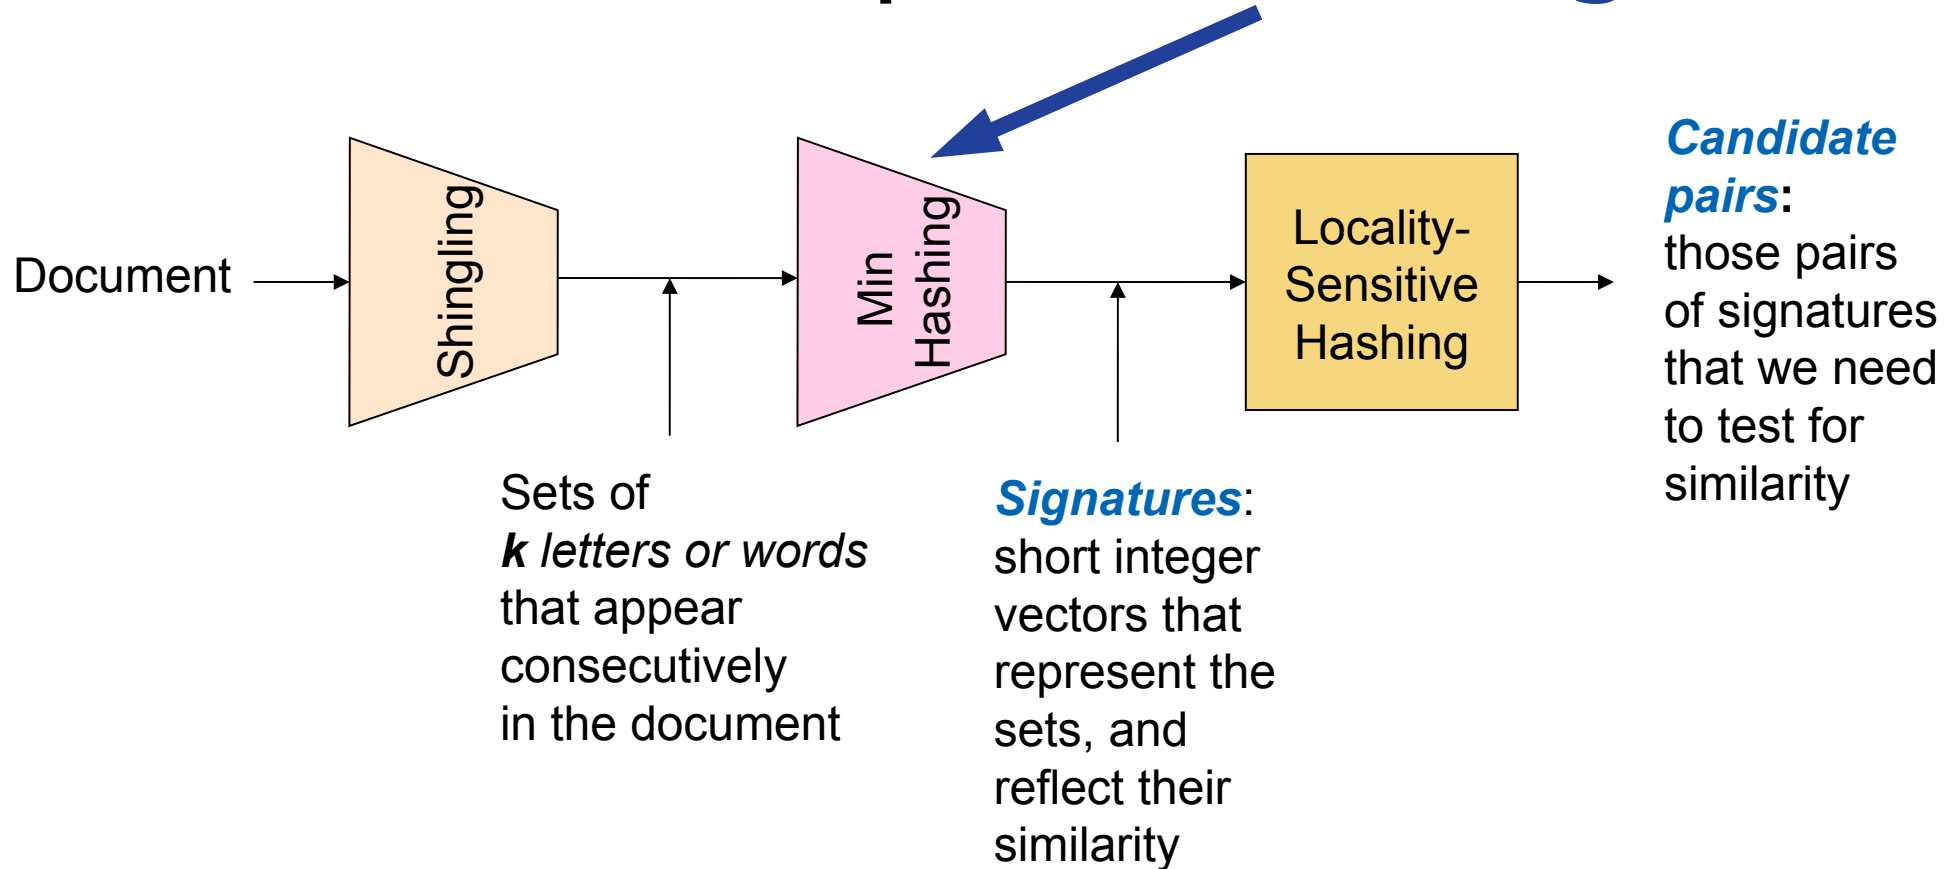 Document
Shingling
Min
Hashing
Locality-
Sensitive
Hashing
Candidate
pairs:
those pairs
of signatures
that we need
to test for
similarity
Sets of
k letters or words
that appear
consecutively
in the document
Signatures:
short integer
vectors that
represent the
sets, and
reflect their
similarity